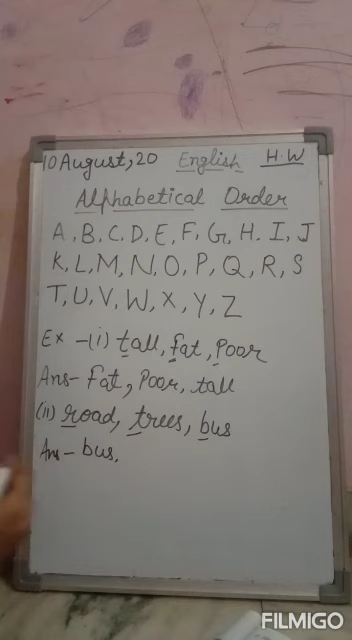 10 August, 20 English H.W
Alphabetical Order
A, B, C, D, E, F, G, H, I, J
K, L, M, N, O, P, Q, R, S
T, U, V, W, X, Y, Z
Ex -(i) tall, fat, Poor
Ans- Fat, Poor, tall
(ii) road, trees, bus
Ans- bus,
FILMIGO